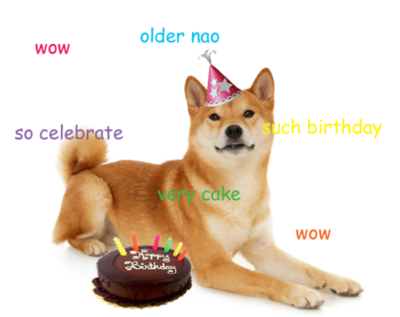 older nao
wow
so celebrate
such birthday
very cake
wow
Happy
Birthday